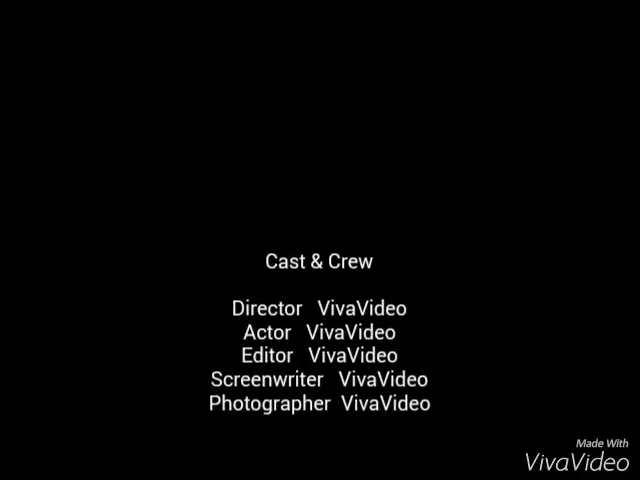 Cast & Crew
Director VivaVideo
Actor VivaVideo
Editor VivaVideo
Screenwriter VivaVideo
Photographer VivaVideo
Made With
VivaVideo